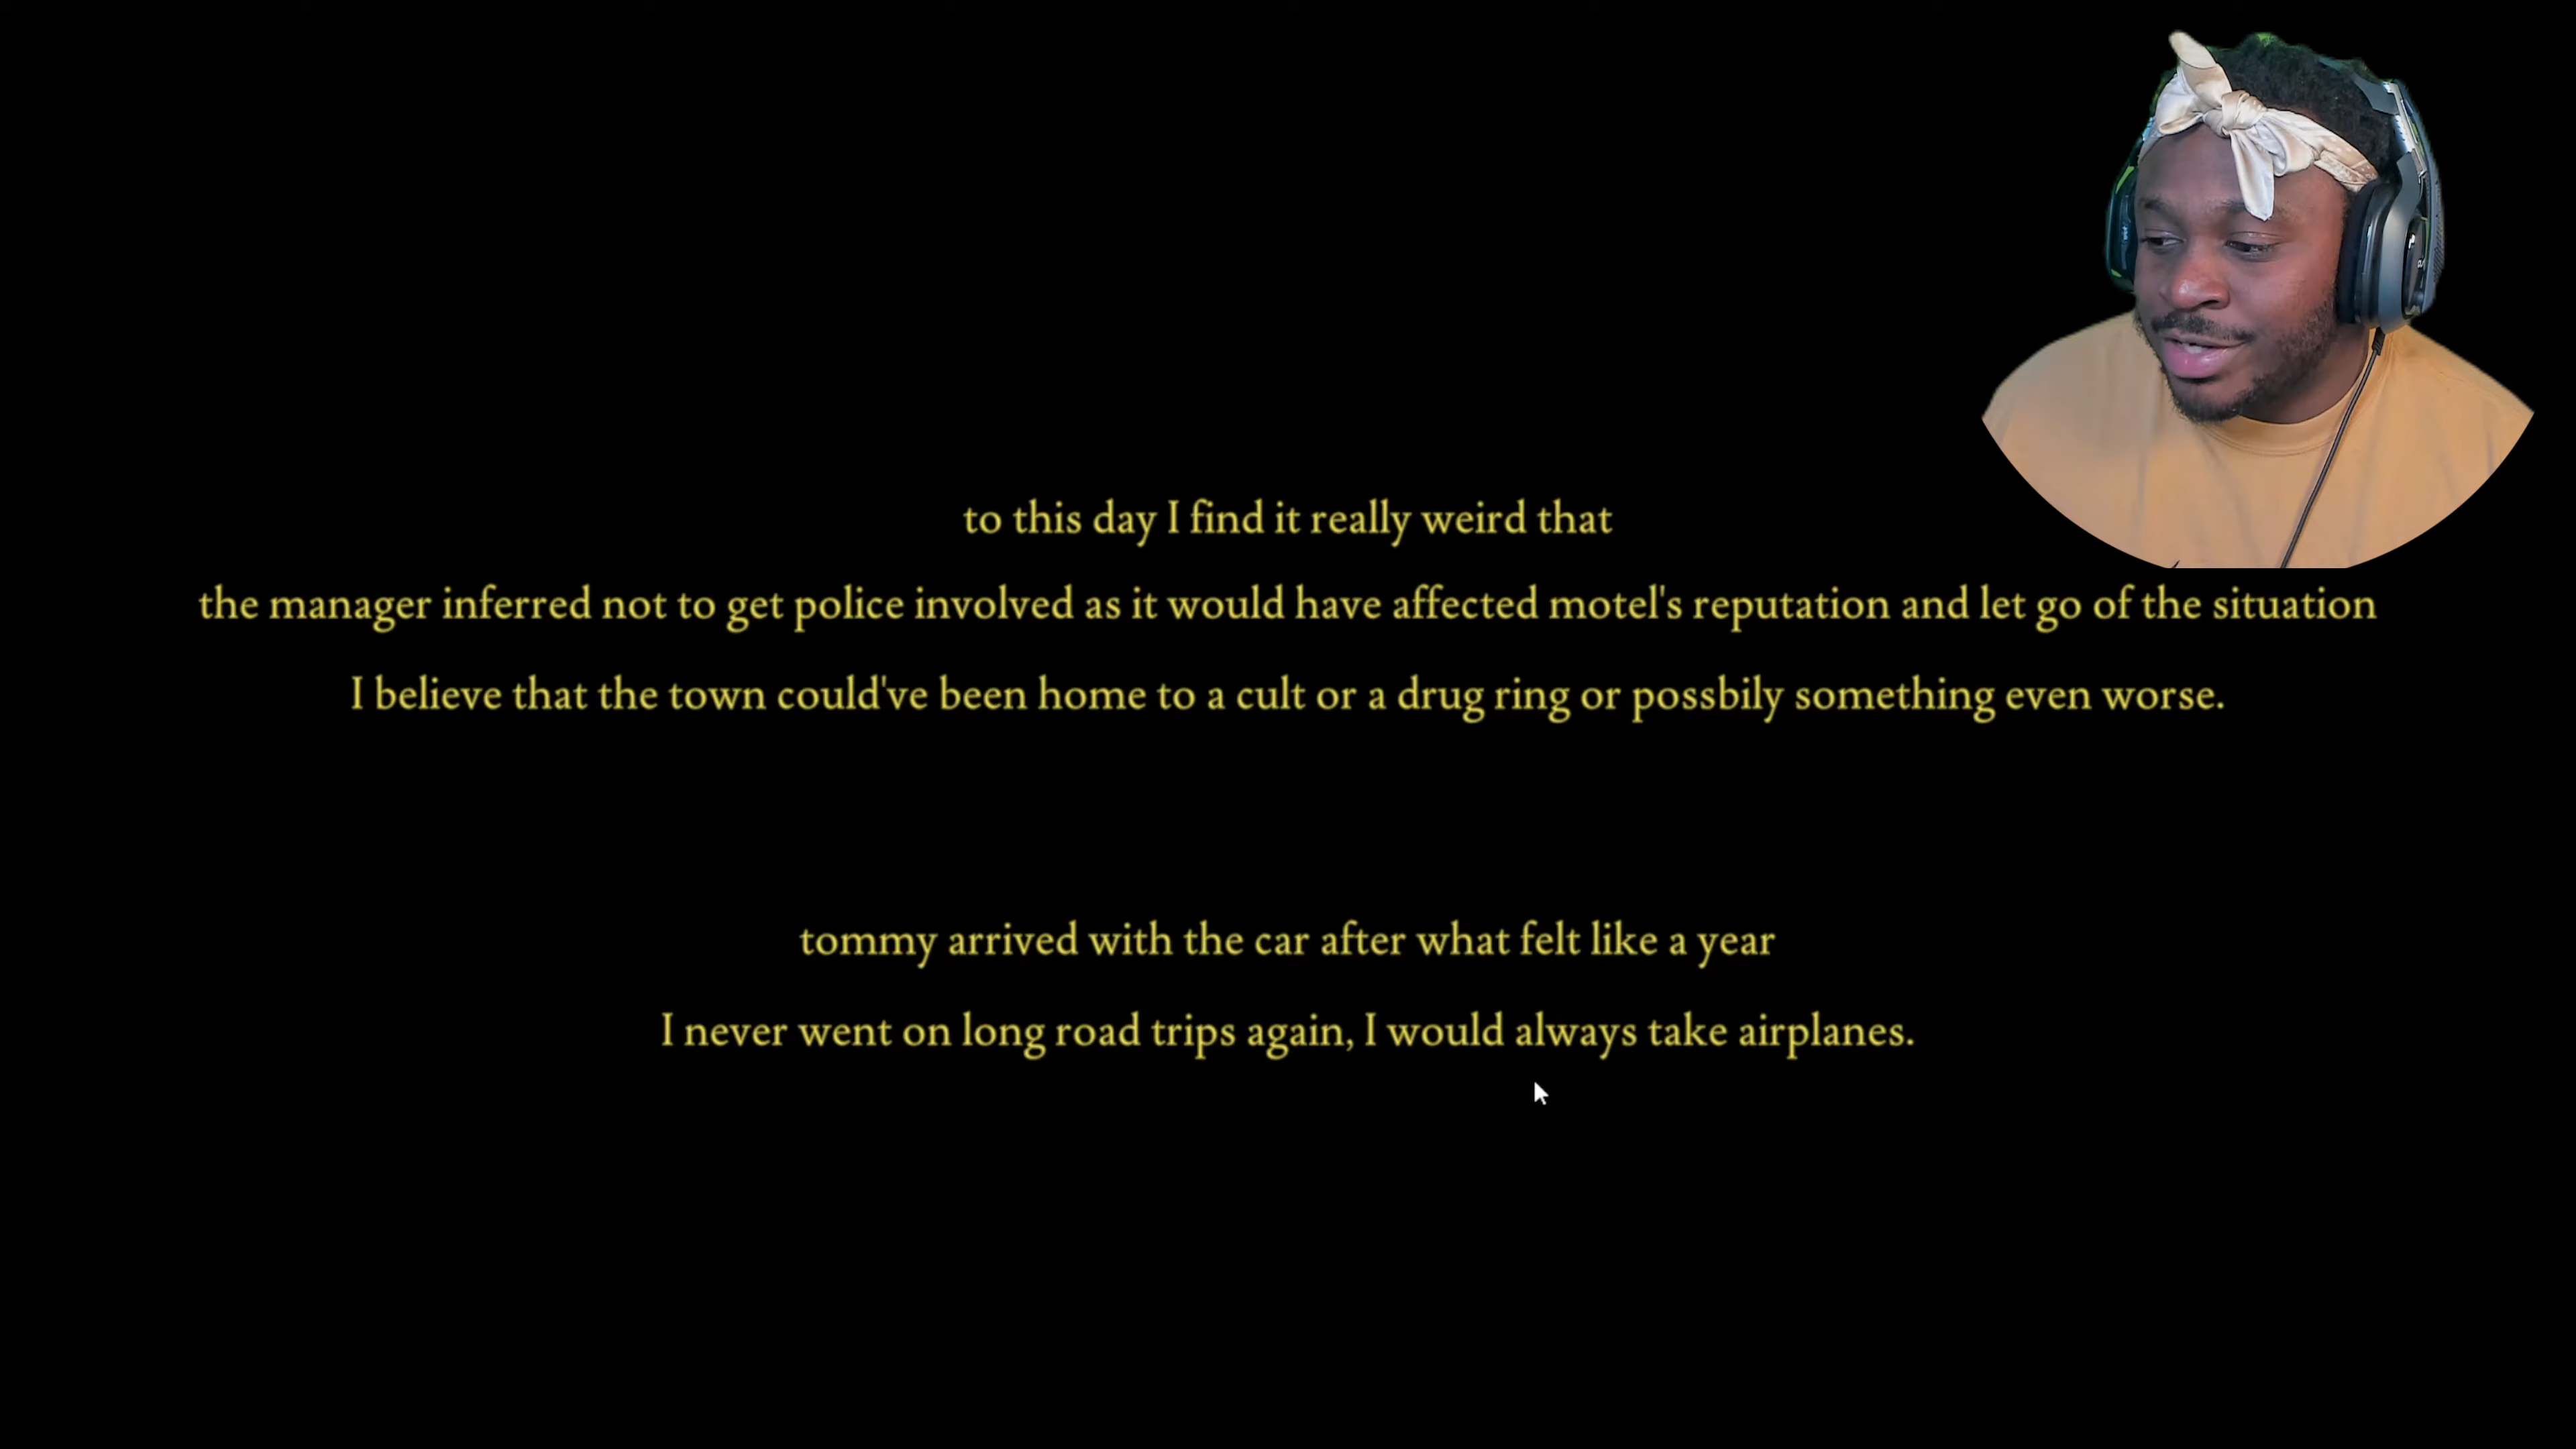 to this day I find it really weird that
the manager inferred not to get police involved as it would have affected motel's reputation and let go of the situation
I believe that the town could've been home to a cult or a drug ring or possbily something even worse.
tommy arrived with the car after what felt like a year
I never went on long road trips again, I would always take airplanes.